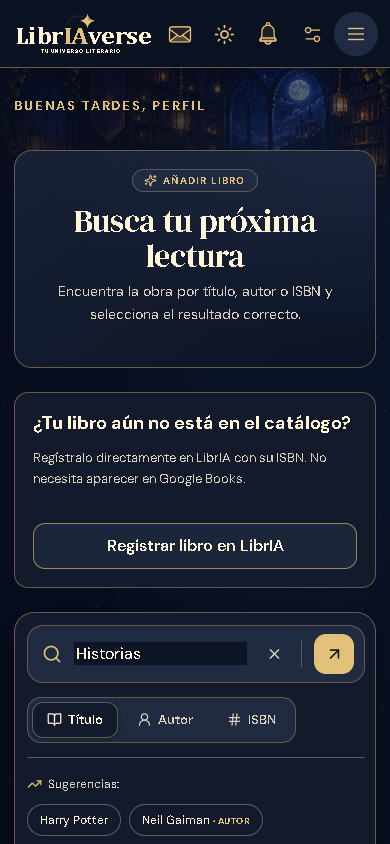 LibrIAverse
TU UNIVERSO LITERARIO
BUENAS TARDES, PERFIL
AÑADIR LIBRO
Busca tu próxima
lectura
Encuentra la obra por título, autor o ISBN y
selecciona el resultado correcto.
¿Tu libro aún no está en el catálogo?
Regístralo directamente en LibrIA con su ISBN. No
necesita aparecer en Google Books.
Registrar libro en LibrIA
Historias
Título Autor ISBN
Sugerencias:
Harry Potter Neil Gaiman · AUTOR